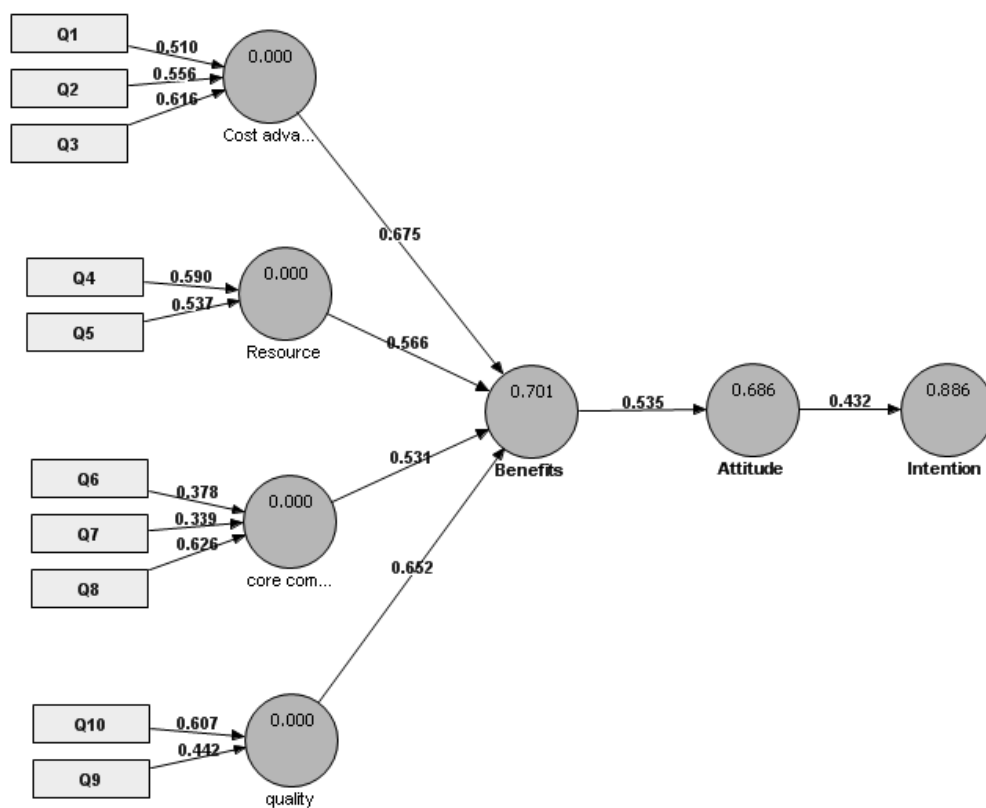 Q1
0.510
0.000
Q2
0.556
0.616
Q3
Cost adva...
0.675
Q4
0.590
0.000
Q5
0.537
Resource
0.566
0.701
0.535
0.686
0.432
0.886
Benefits
Attitude
Intention
0.531
Q6
0.378
0.000
Q7
0.339
0.626
Q8
core com...
0.652
Q10
0.607
0.000
0.442
Q9
quality